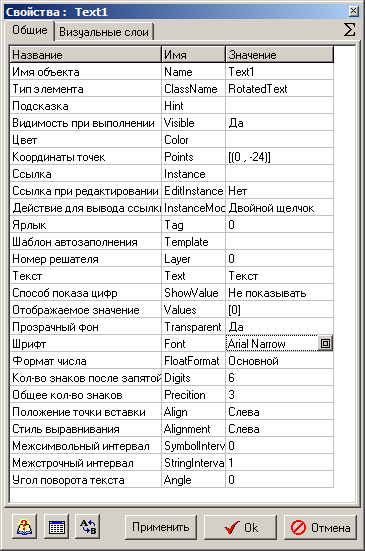 Свойства : Text1
Общие Визуальные слои Σ
Название Имя Значение
Имя объекта Name Text1
Тип элемента ClassName RotatedText
Подсказка Hint
Видимость при выполнении Visible Да
Цвет Color
Координаты точек Points [(0 , -24)]
Ссылка Instance
Ссылка при редактировании EditInstance Нет
Действие для вывода ссылки InstanceMod Двойной щелчок
Ярлык Tag 0
Шаблон автозаполнения Template
Номер решателя Layer 0
Текст Text Текст
Способ показа цифр ShowValue Не показывать
Отображаемое значение Values [0]
Прозрачный фон Transparent Да
Шрифт Font Arial Narrow
Формат числа FloatFormat Основной
Кол-во знаков после запятой Digits 6
Общее кол-во знаков Precition 3
Положение точки вставки Align Слева
Стиль выравнивания Alignment Слева
Межсимвольный интервал SymbolInterv 0
Межстрочный интервал StringInterva 1
Угол поворота текста Angle 0
Применить Ok Отмена